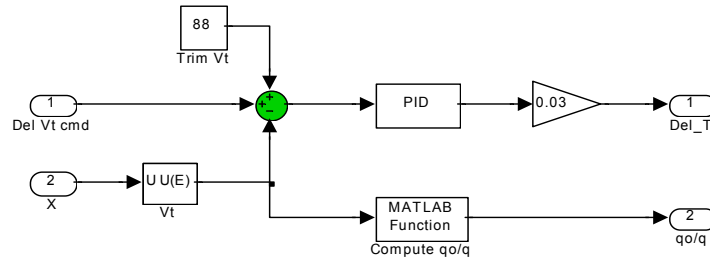 88
Trim Vt
1
Del Vt cmd
+
+
−
PID
0.03
1
Del_T
2
X
U U(E)
Vt
MATLAB
Function
Compute qo/q
2
qo/q